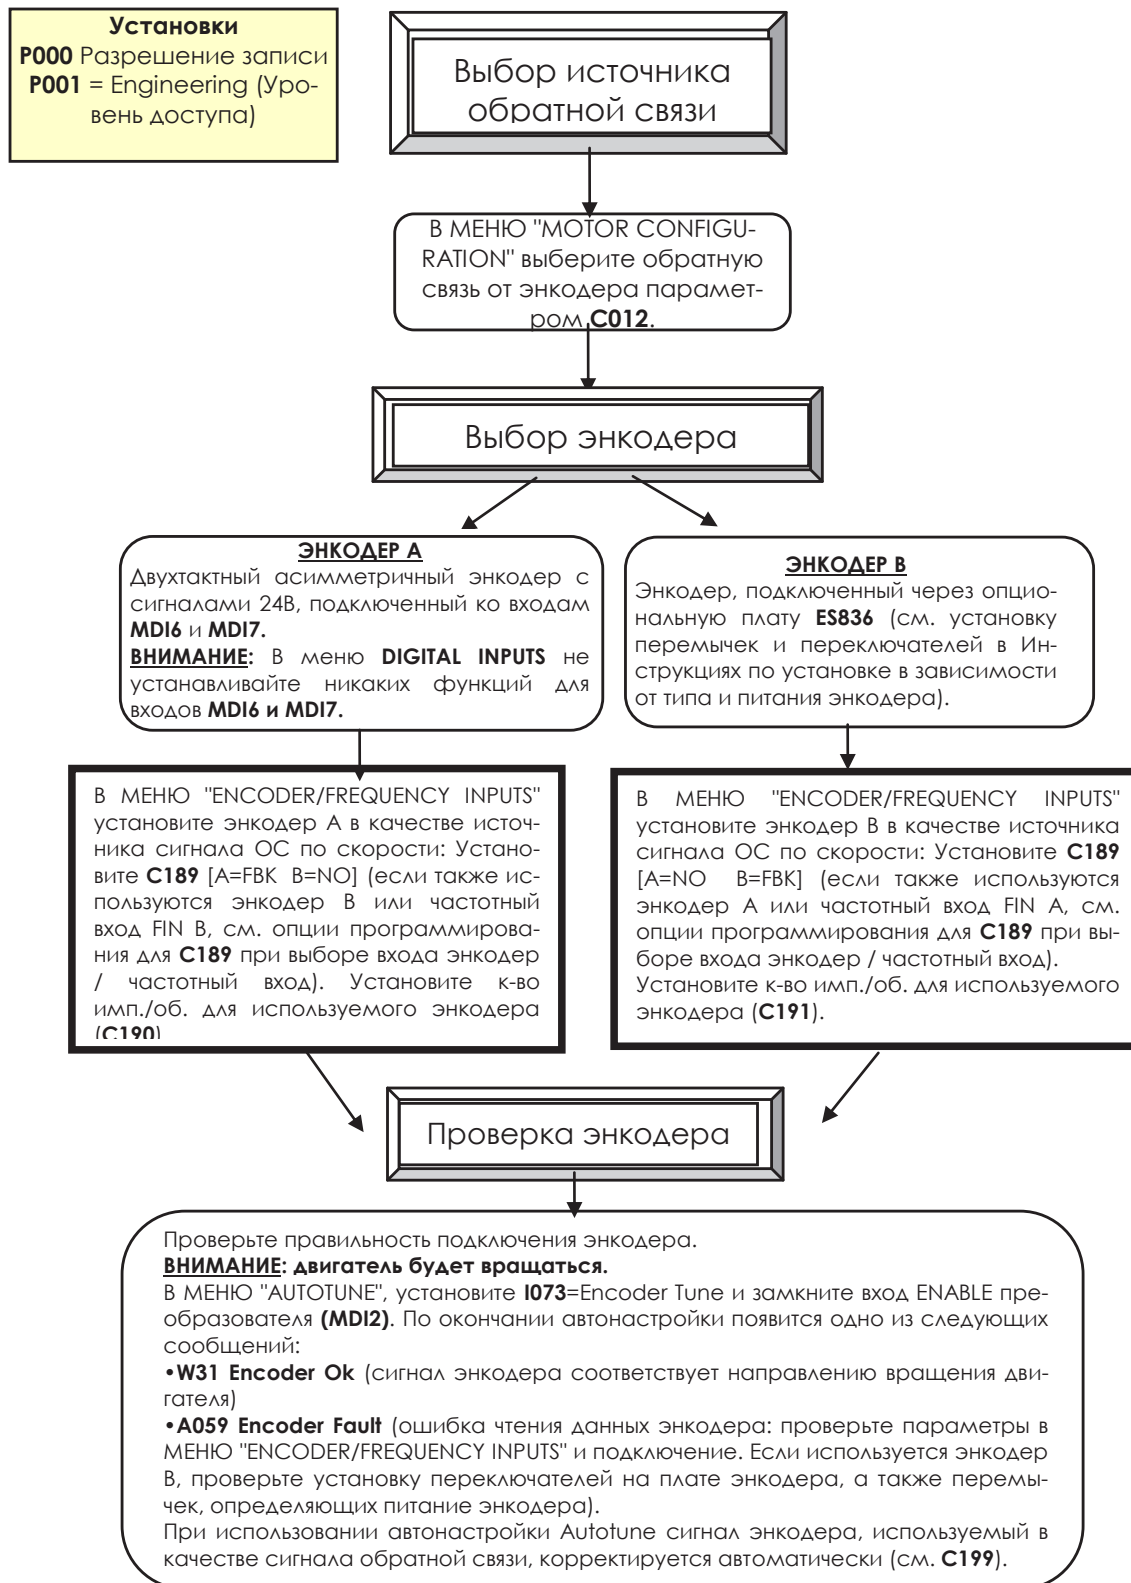 Установки
P000 Разрешение записи
P001 = Engineering (Уро-
вень доступа)
Выбор источника
обратной связи
В МЕНЮ "MOTOR CONFIGU-
RATION" выберите обратную
связь от энкодера парамет-
ром C012.
Выбор энкодера
ЭНКОДЕР A
Двухтактный асимметричный энкодер с
сигналами 24В, подключенный ко входам
MDI6 и MDI7.
ВНИМАНИЕ: В меню DIGITAL INPUTS не
устанавливайте никаких функций для
входов MDI6 и MDI7.
ЭНКОДЕР B
Энкодер, подключенный через опцио-
нальную плату ES836 (см. установку
перемычек и переключателей в Ин-
струкциях по установке в зависимости
от типа и питания энкодера).
В МЕНЮ "ENCODER/FREQUENCY INPUTS"
установите энкодер А в качестве источ-
ника сигнала ОС по скорости: Устано-
вите C189 [A=FBK B=NO] (если также ис-
пользуются энкодер В или частотный
вход FIN B, см. опции программирова-
ния для C189 при выборе входа энкодер
/ частотный вход). Установите к-во
имп./об. для используемого энкодера
(C190)
В МЕНЮ "ENCODER/FREQUENCY INPUTS"
установите энкодер В в качестве источника
сигнала ОС по скорости: Установите C189
[A=NO B=FBK] (если также используются
энкодер А или частотный вход FIN A, см.
опции программирования для C189 при вы-
боре входа энкодер / частотный вход).
Установите к-во имп./об. для используемого
энкодера (C191).
Проверка энкодера
Проверьте правильность подключения энкодера.
ВНИМАНИЕ: двигатель будет вращаться.
В МЕНЮ "AUTOTUNE", установите I073=Encoder Tune и замкните вход ENABLE пре-
образователя (MDI2). По окончании автонастройки появится одно из следующих
сообщений:
•W31 Encoder Ok (сигнал энкодера соответствует направлению вращения дви-
гателя)
•A059 Encoder Fault (ошибка чтения данных энкодера: проверьте параметры в
МЕНЮ "ENCODER/FREQUENCY INPUTS" и подключение. Если используется энкодер
В, проверьте установку переключателей на плате энкодера, а также перемы-
чек, определяющих питание энкодера).
При использовании автонастройки Autotune сигнал энкодера, используемый в
качестве сигнала обратной связи, корректируется автоматически (см. C199).